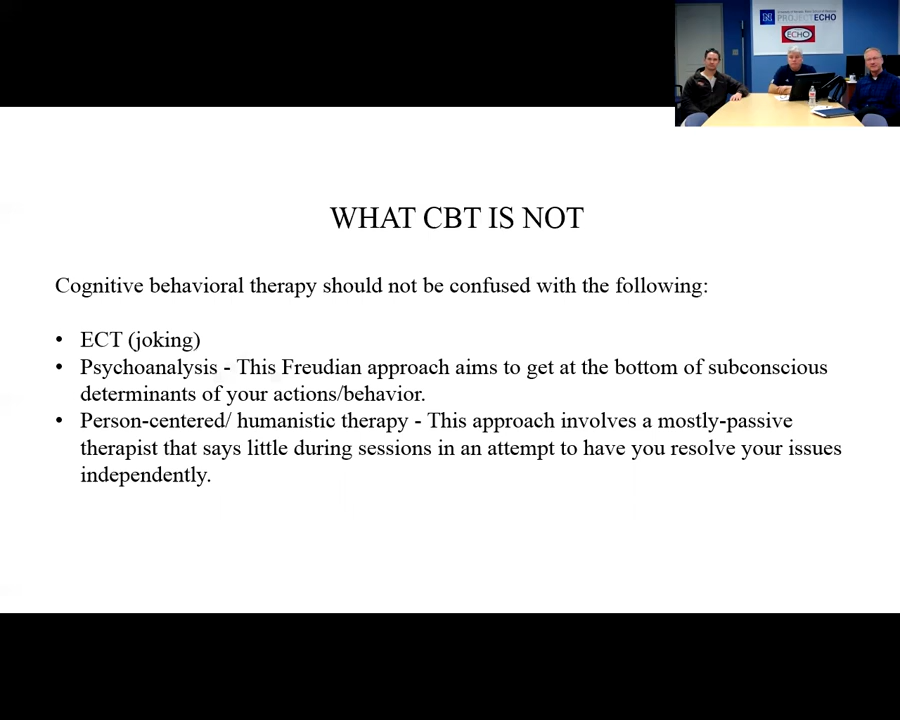 PROJECT ECHO
ECHO
WHAT CBT IS NOT
Cognitive behavioral therapy should not be confused with the following:
• ECT (joking)
• Psychoanalysis - This Freudian approach aims to get at the bottom of subconscious
determinants of your actions/behavior.
• Person-centered/ humanistic therapy - This approach involves a mostly-passive
therapist that says little during sessions in an attempt to have you resolve your issues
independently.